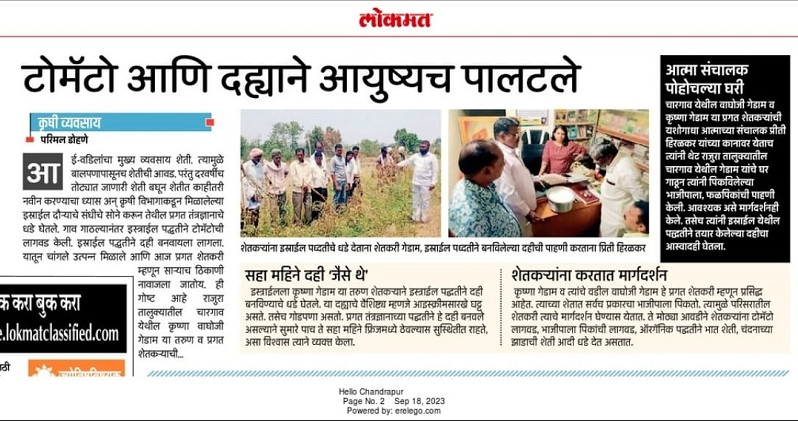 लोकमत
टोमॅटो आणि दह्याने आयुष्यच पालटले
कृषी व्यवसाय
परिमल डोहणे
आई-वडिलांचा मुख्य व्यवसाय शेती. त्यामुळे
बालपणापासूनच शेतीची आवड. परंतु दरवर्षीच
तोट्यात जाणारी शेती बघून शेतीत काहीतरी
नवीन करण्याचा ध्यास अन् कृषी विभागाकडून मिळालेल्या
इस्राईल दौऱ्याचे संधीचे सोने करून तेथील प्रगत तंत्रज्ञानाचे
धडे घेतले. गाव गाठल्यानंतर इस्त्राईल पद्धतीने टोमॅटोची
लागवड केली. इस्राईल पद्धतीने दही बनवायला लागला.
यातून चांगले उत्पन्न मिळाले आणि आज प्रगत शेतकरी
म्हणून साऱ्याच ठिकाणी
नावाजला जातोय. ही
गोष्ट आहे राजुरा
तालुक्यातील चारगाव
येथील कृष्णा वाघोजी
गेडाम या तरुण व प्रगत
शेतकऱ्याची...
क करा बुक करा
e.lokmatclassified.com
शेतकऱ्यांना इस्राईल पध्दतीचे धडे देताना शेतकरी गेडाम, इस्राईल पध्दतीने बनविलेल्या दहीची पाहणी करताना प्रिती हिरळकर
आत्मा संचालक
पोहोचल्या घरी
चारगाव येथील वाघोजी गेडाम व
कृष्णा गेडाम या प्रगत शेतकऱ्यांची
यशोगाधा आत्माच्या संचालक प्रीती
हिरळकर यांच्या कानावर येताच
त्यांनी थेट राजुरा तालुक्यातील
चारगाव येथील गेडाम यांचे घर
गाठून त्यांनी पिकविलेल्या
भाजीपाला, फळपिकांची पाहणी
केली. आवश्यक असे मार्गदर्शनही
केले. तसेच त्यांनी इस्राईल येथील
पद्धतीने तयार केलेल्या दहीचा
आस्वादही घेतला.
सहा महिने दही 'जैसे थे'
इस्त्राईलला कृष्णा गेडाम या तरुण शेतकऱ्याने इस्राईल पद्धतीने दही
बनविण्याचे धडे घेतले. या दह्याचे वैशिष्ट्य म्हणजे आइस्क्रीमसारखे घट्ट
असते. तसेच गोडपणा असतो. प्रगत तंत्रज्ञानाच्या पद्धतीने हे दही बनवले
असल्याने सुमारे पाच ते सहा महिने फ्रिजमध्ये ठेवल्यास सुस्थितीत राहते,
असा विश्वास त्याने व्यक्त केला.
शेतकऱ्यांना करतात मार्गदर्शन
कृष्णा गेडाम व त्यांचे वडील वाघोजी गेडाम हे प्रगत शेतकरी म्हणून प्रसिद्ध
आहेत. त्याच्या शेतात सर्वच प्रकारचा भाजीपाला पिकतो. त्यामुळे परिसरातील
शेतकरी त्याचे मार्गदर्शन घेण्यास येतात. ते मोठ्या आवडीने शेतकऱ्यांना टोमॅटो
लागवड, भाजीपाला पिकांची लागवड, ऑरगॅनिक पद्धतीने भात शेती, चंदनाच्या
झाडाची शेती आदी धडे देत असतात.
Hello Chandrapur
Page No. 2 Sep 18, 2023
Powered by: erelego.com